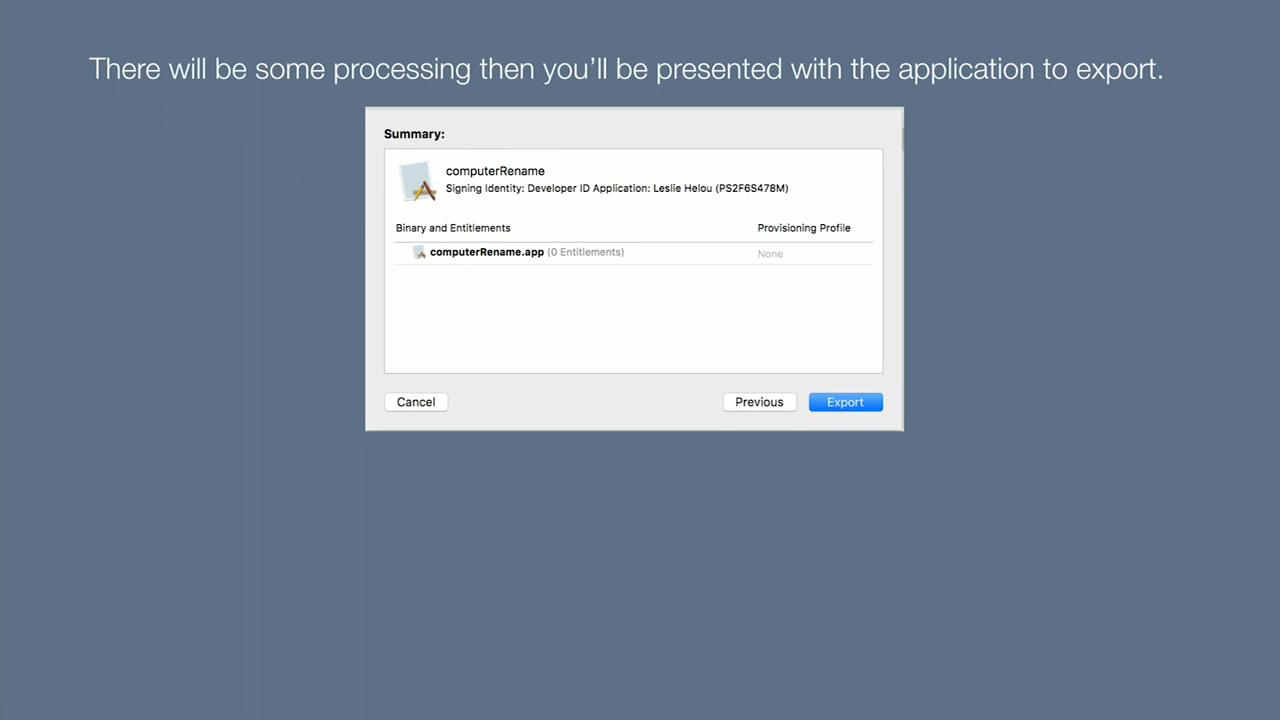 There will be some processing then you’ll be presented with the application to export.
Summary:
computerRename
Signing Identity: Developer ID Application: Leslie Helou (PS2F6S478M)
Binary and Entitlements Provisioning Profile
computerRename.app (0 Entitlements) None
Cancel Previous Export